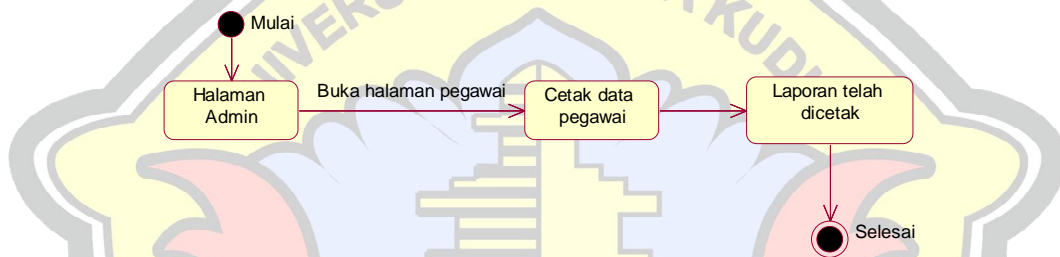 Mulai
Halaman
Admin
Buka halaman pegawai
Cetak data
pegawai
Laporan telah
dicetak
Selesai